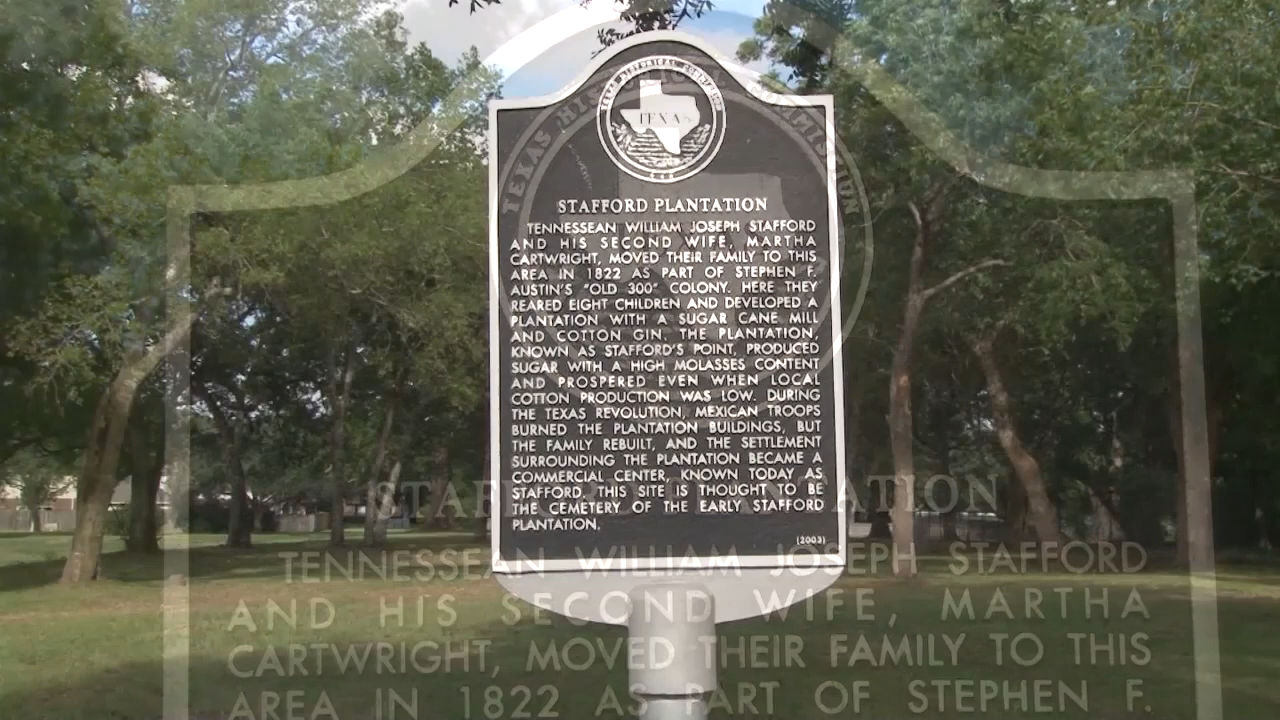 TEXAS HISTORICAL COMMISSION
TEXAS
STAFFORD PLANTATION
TENNESSEAN WILLIAM JOSEPH STAFFORD
AND HIS SECOND WIFE, MARTHA
CARTWRIGHT, MOVED THEIR FAMILY TO THIS
AREA IN 1822 AS PART OF STEPHEN F.
AUSTIN'S "OLD 300" COLONY. HERE THEY
REARED EIGHT CHILDREN AND DEVELOPED A
PLANTATION WITH A SUGAR CANE MILL
AND COTTON GIN. THE PLANTATION,
KNOWN AS STAFFORD'S POINT, PRODUCED
SUGAR WITH A HIGH MOLASSES CONTENT
AND PROSPERED EVEN WHEN LOCAL
COTTON PRODUCTION WAS LOW. DURING
THE TEXAS REVOLUTION, MEXICAN TROOPS
BURNED THE PLANTATION BUILDINGS, BUT
THE FAMILY REBUILT, AND THE SETTLEMENT
SURROUNDING THE PLANTATION BECAME A
COMMERCIAL CENTER, KNOWN TODAY AS
STAFFORD. THIS SITE IS THOUGHT TO BE
THE CEMETERY OF THE EARLY STAFFORD
PLANTATION.
(2003)
TEXAS HISTORICAL COMMISSION
STAFFORD PLANTATION
TENNESSEAN WILLIAM JOSEPH STAFFORD
AND HIS SECOND WIFE, MARTHA
CARTWRIGHT, MOVED THEIR FAMILY TO THIS
AREA IN 1822 AS PART OF STEPHEN F.